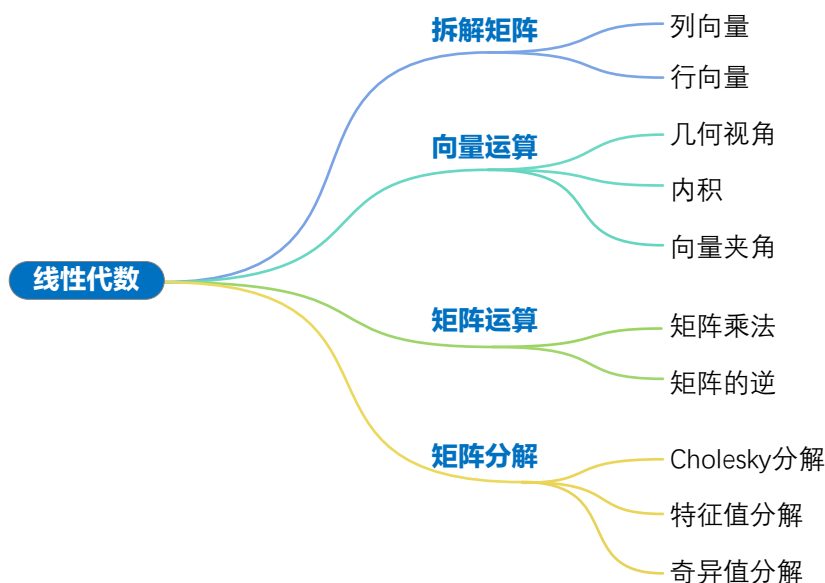 线性代数
拆解矩阵
列向量
行向量
向量运算
几何视角
内积
向量夹角
矩阵运算
矩阵乘法
矩阵的逆
矩阵分解
Cholesky分解
特征值分解
奇异值分解